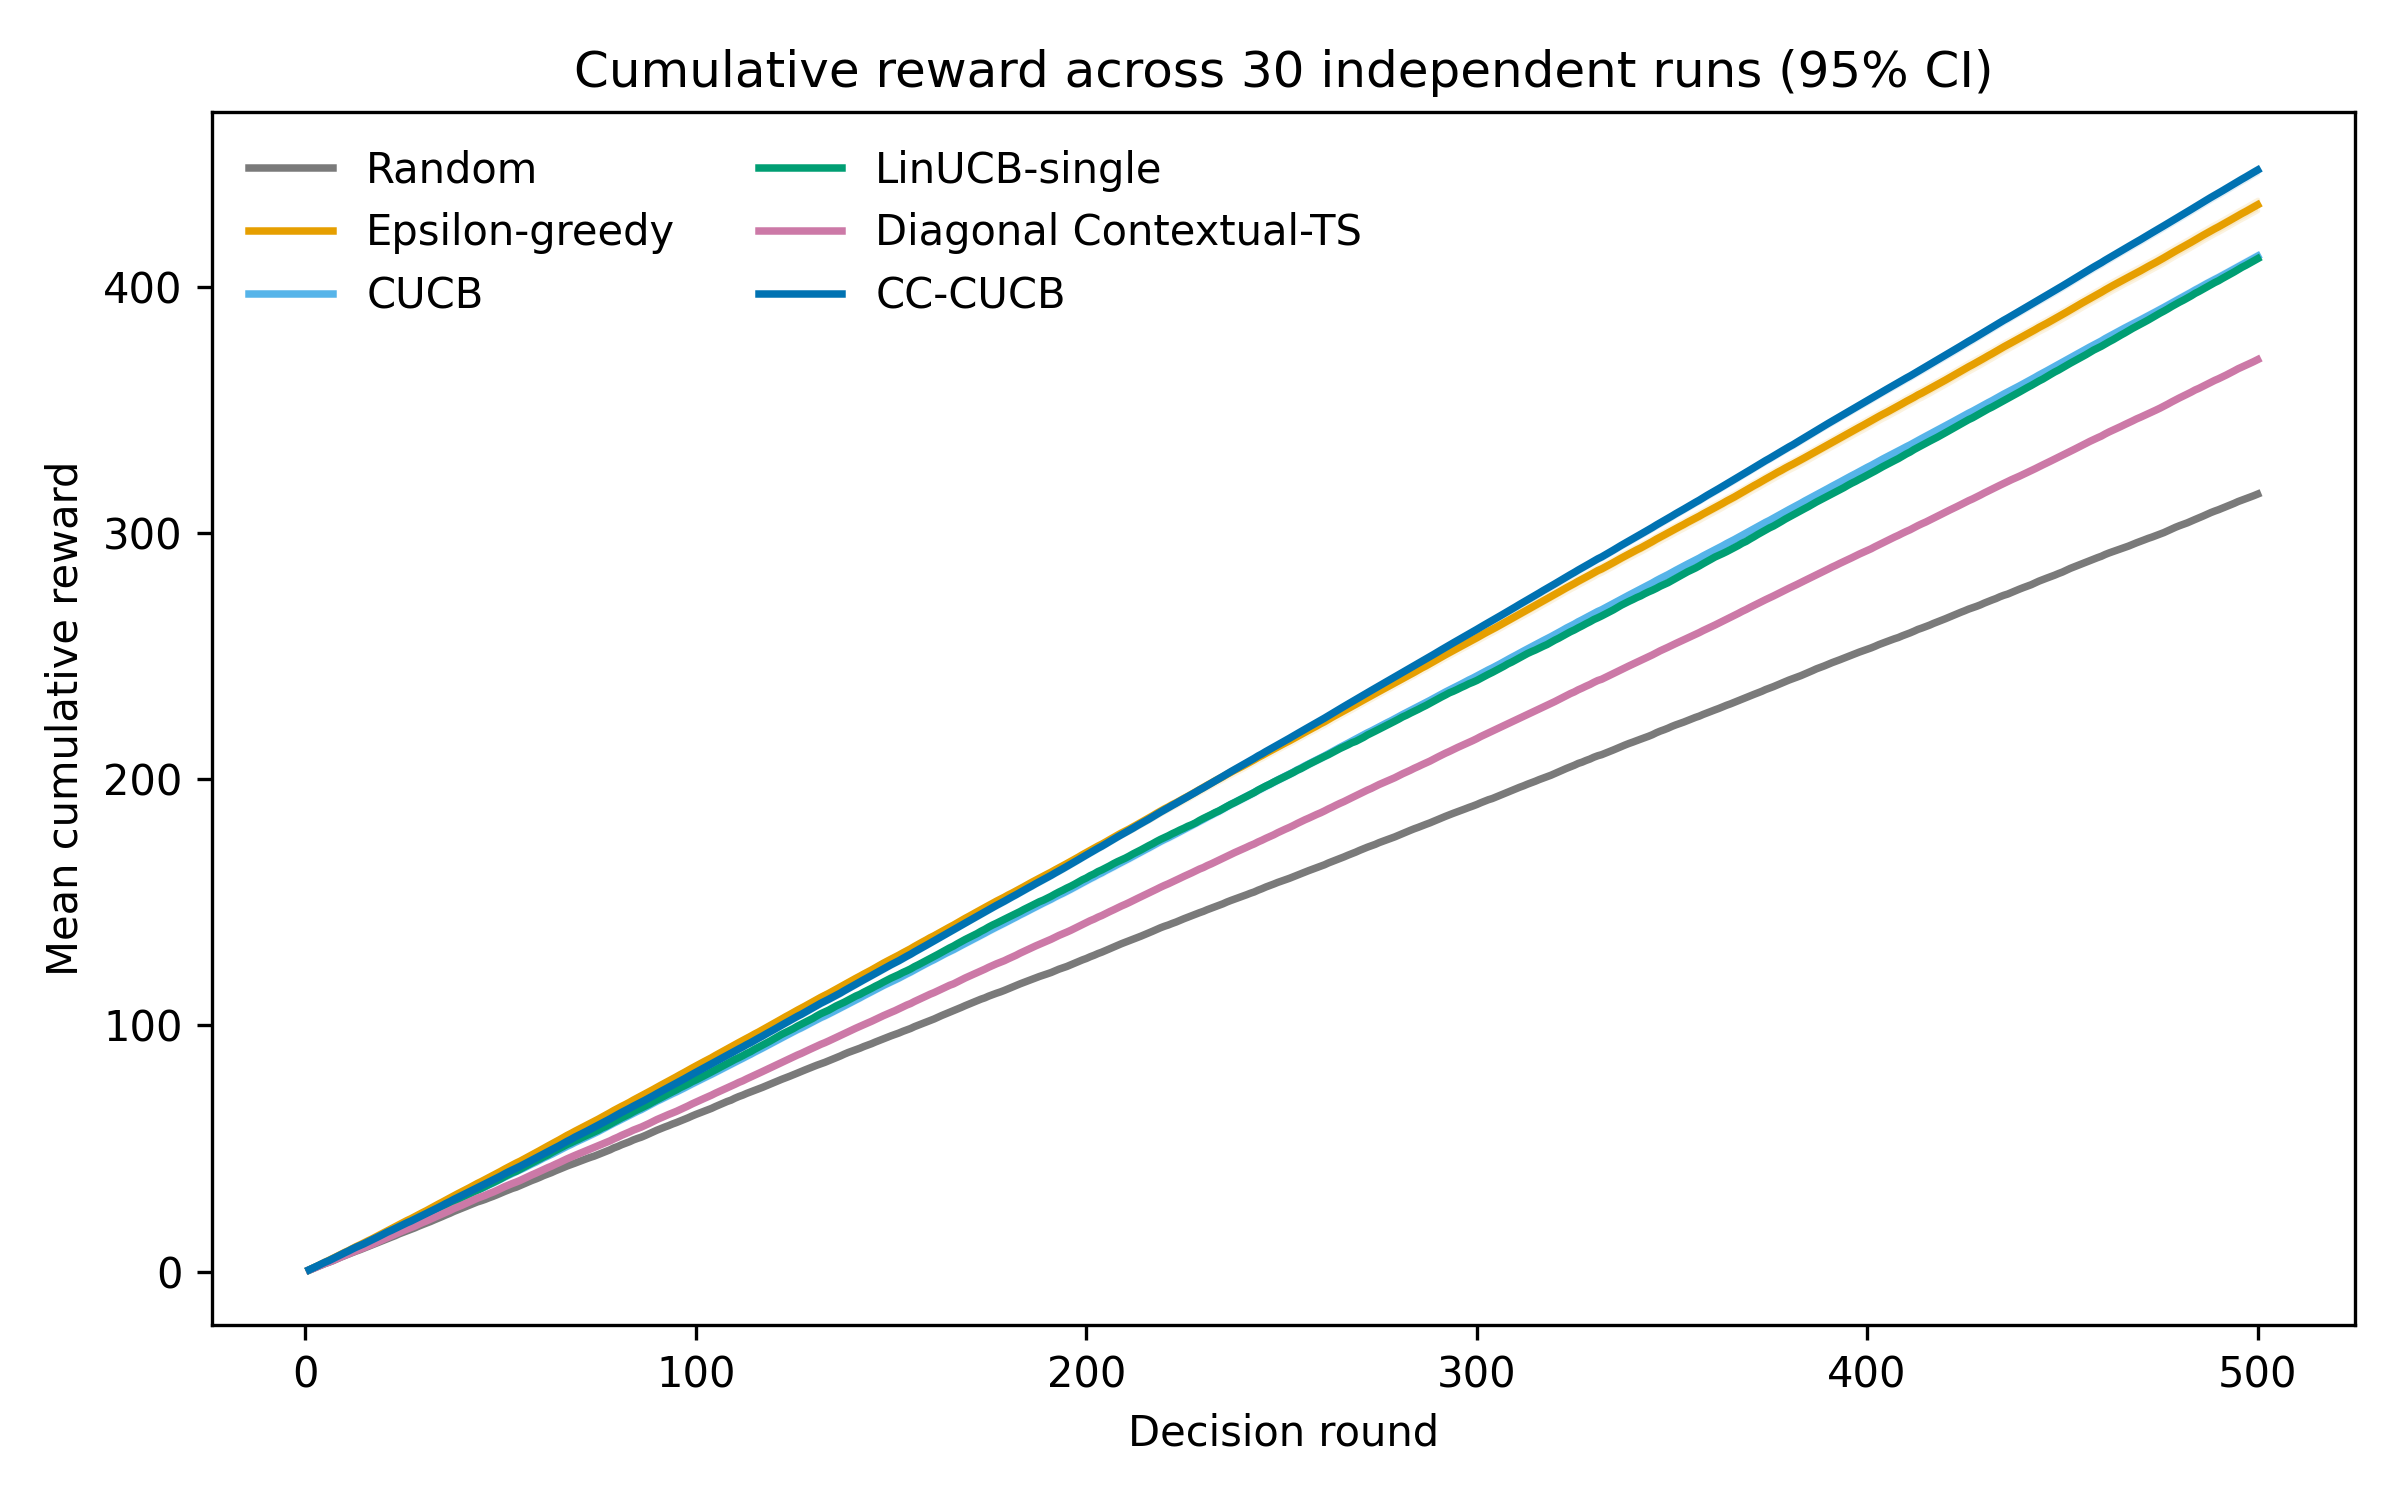 Cumulative reward across 30 independent runs (95% CI)
Random
Epsilon-greedy
CUCB
LinUCB-single
Diagonal Contextual-TS
CC-CUCB
Mean cumulative reward
400
300
200
100
0
0 100 200 300 400 500
Decision round